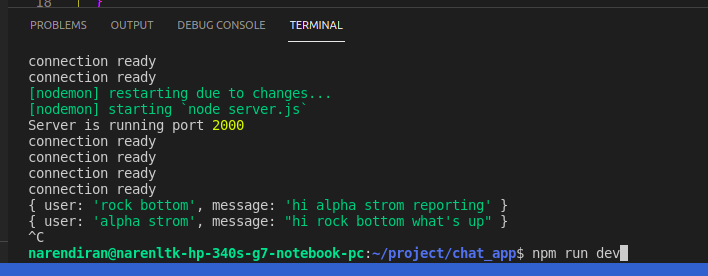 18 }
PROBLEMS OUTPUT DEBUG CONSOLE TERMINAL
connection ready
connection ready
[nodemon] restarting due to changes...
[nodemon] starting `node server.js`
Server is running port 2000
connection ready
connection ready
connection ready
connection ready
{ user: 'rock bottom', message: 'hi alpha strom reporting' }
{ user: 'alpha strom', message: "hi rock bottom what's up" }
^C
narendiran@narenltk-hp-340s-g7-notebook-pc:~/project/chat_app$ npm run dev